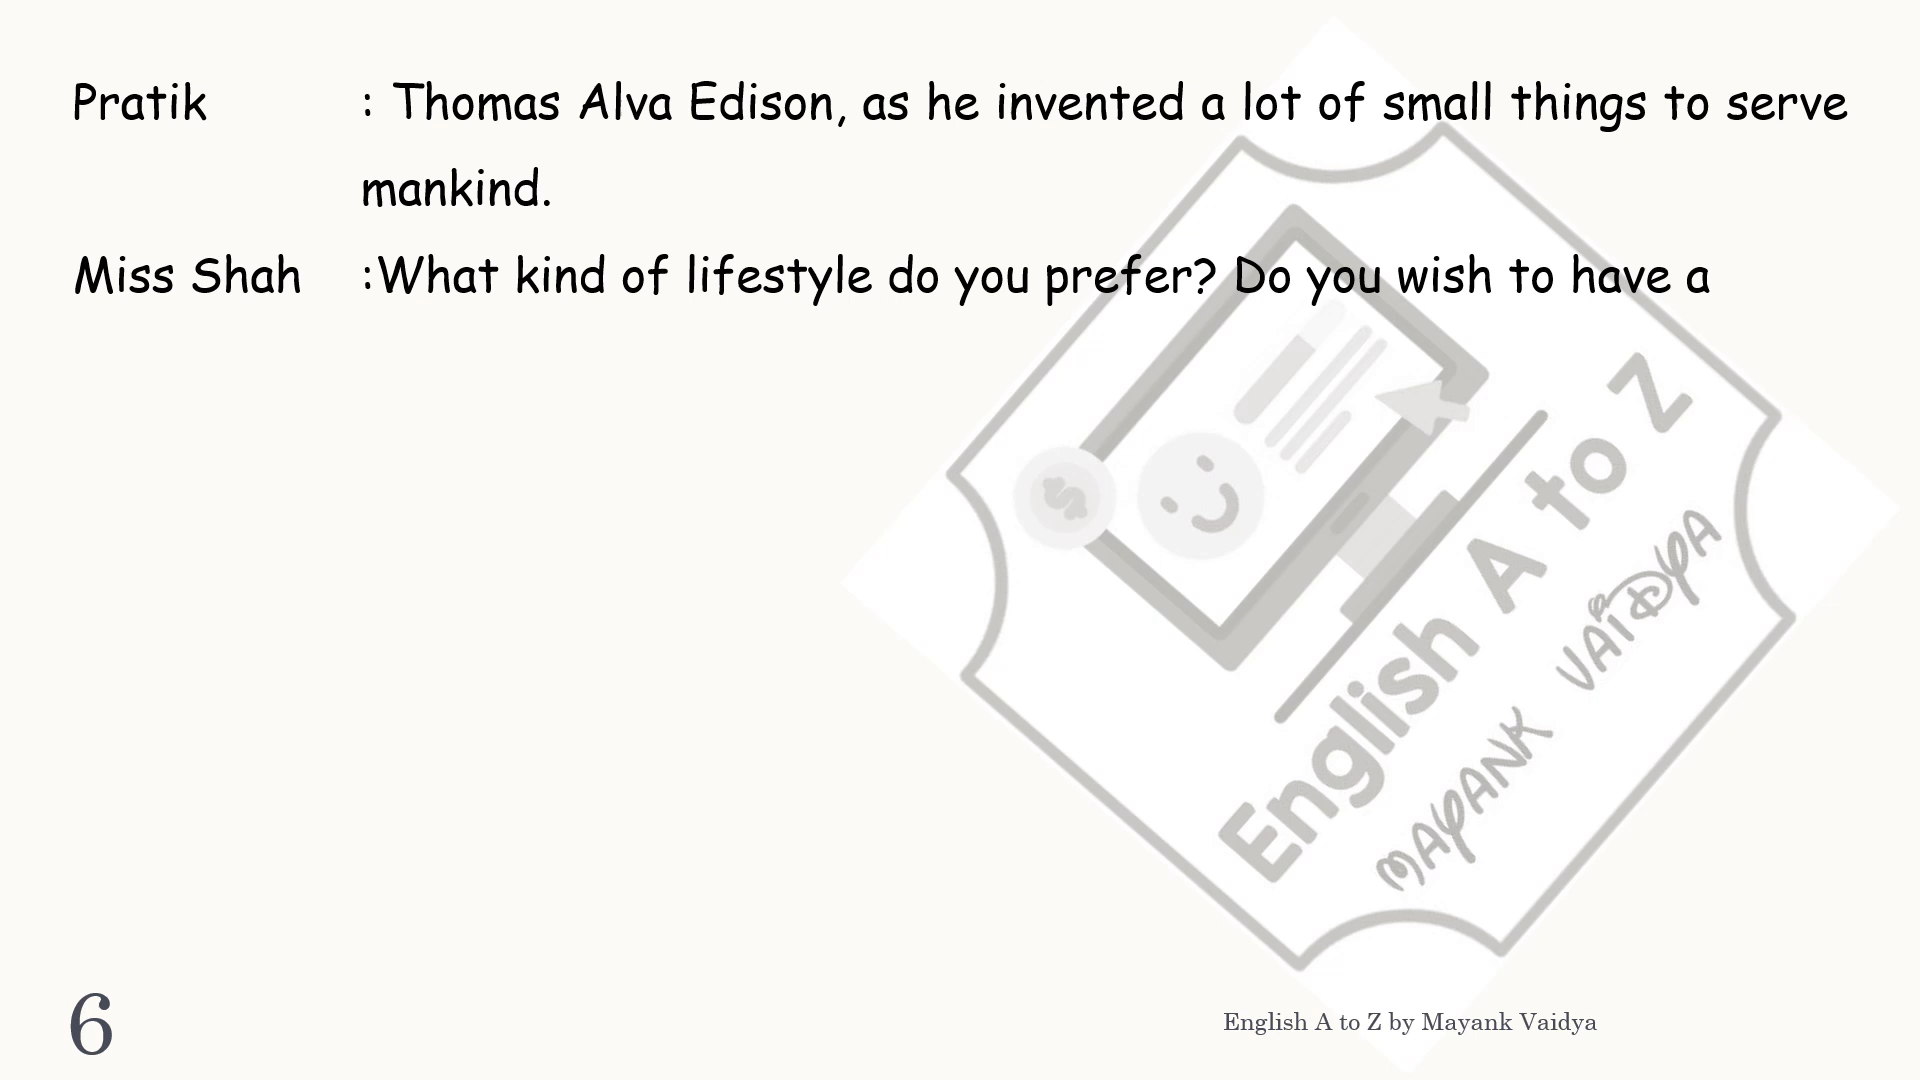 Pratik : Thomas Alva Edison, as he invented a lot of small things to serve
mankind.
Miss Shah :What kind of lifestyle do you prefer? Do you wish to have a
$
English A to Z
MAYANK VAIDYA
6
English A to Z by Mayank Vaidya